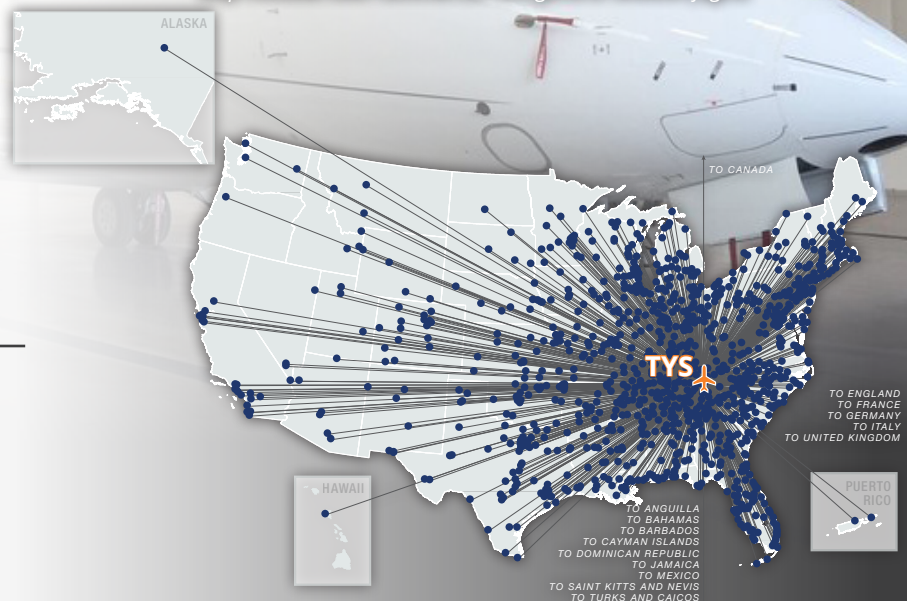 ALASKA
TO CANADA
TYS
TO ENGLAND
TO FRANCE
TO GERMANY
TO ITALY
TO UNITED KINGDOM
HAWAII
PUERTO
RICO
TO ANGUILLA
TO BAHAMAS
TO BARBADOS
TO CAYMAN ISLANDS
TO DOMINICAN REPUBLIC
TO JAMAICA
TO MEXICO
TO SAINT KITTS AND NEVIS
TO TURKS AND CAICOS